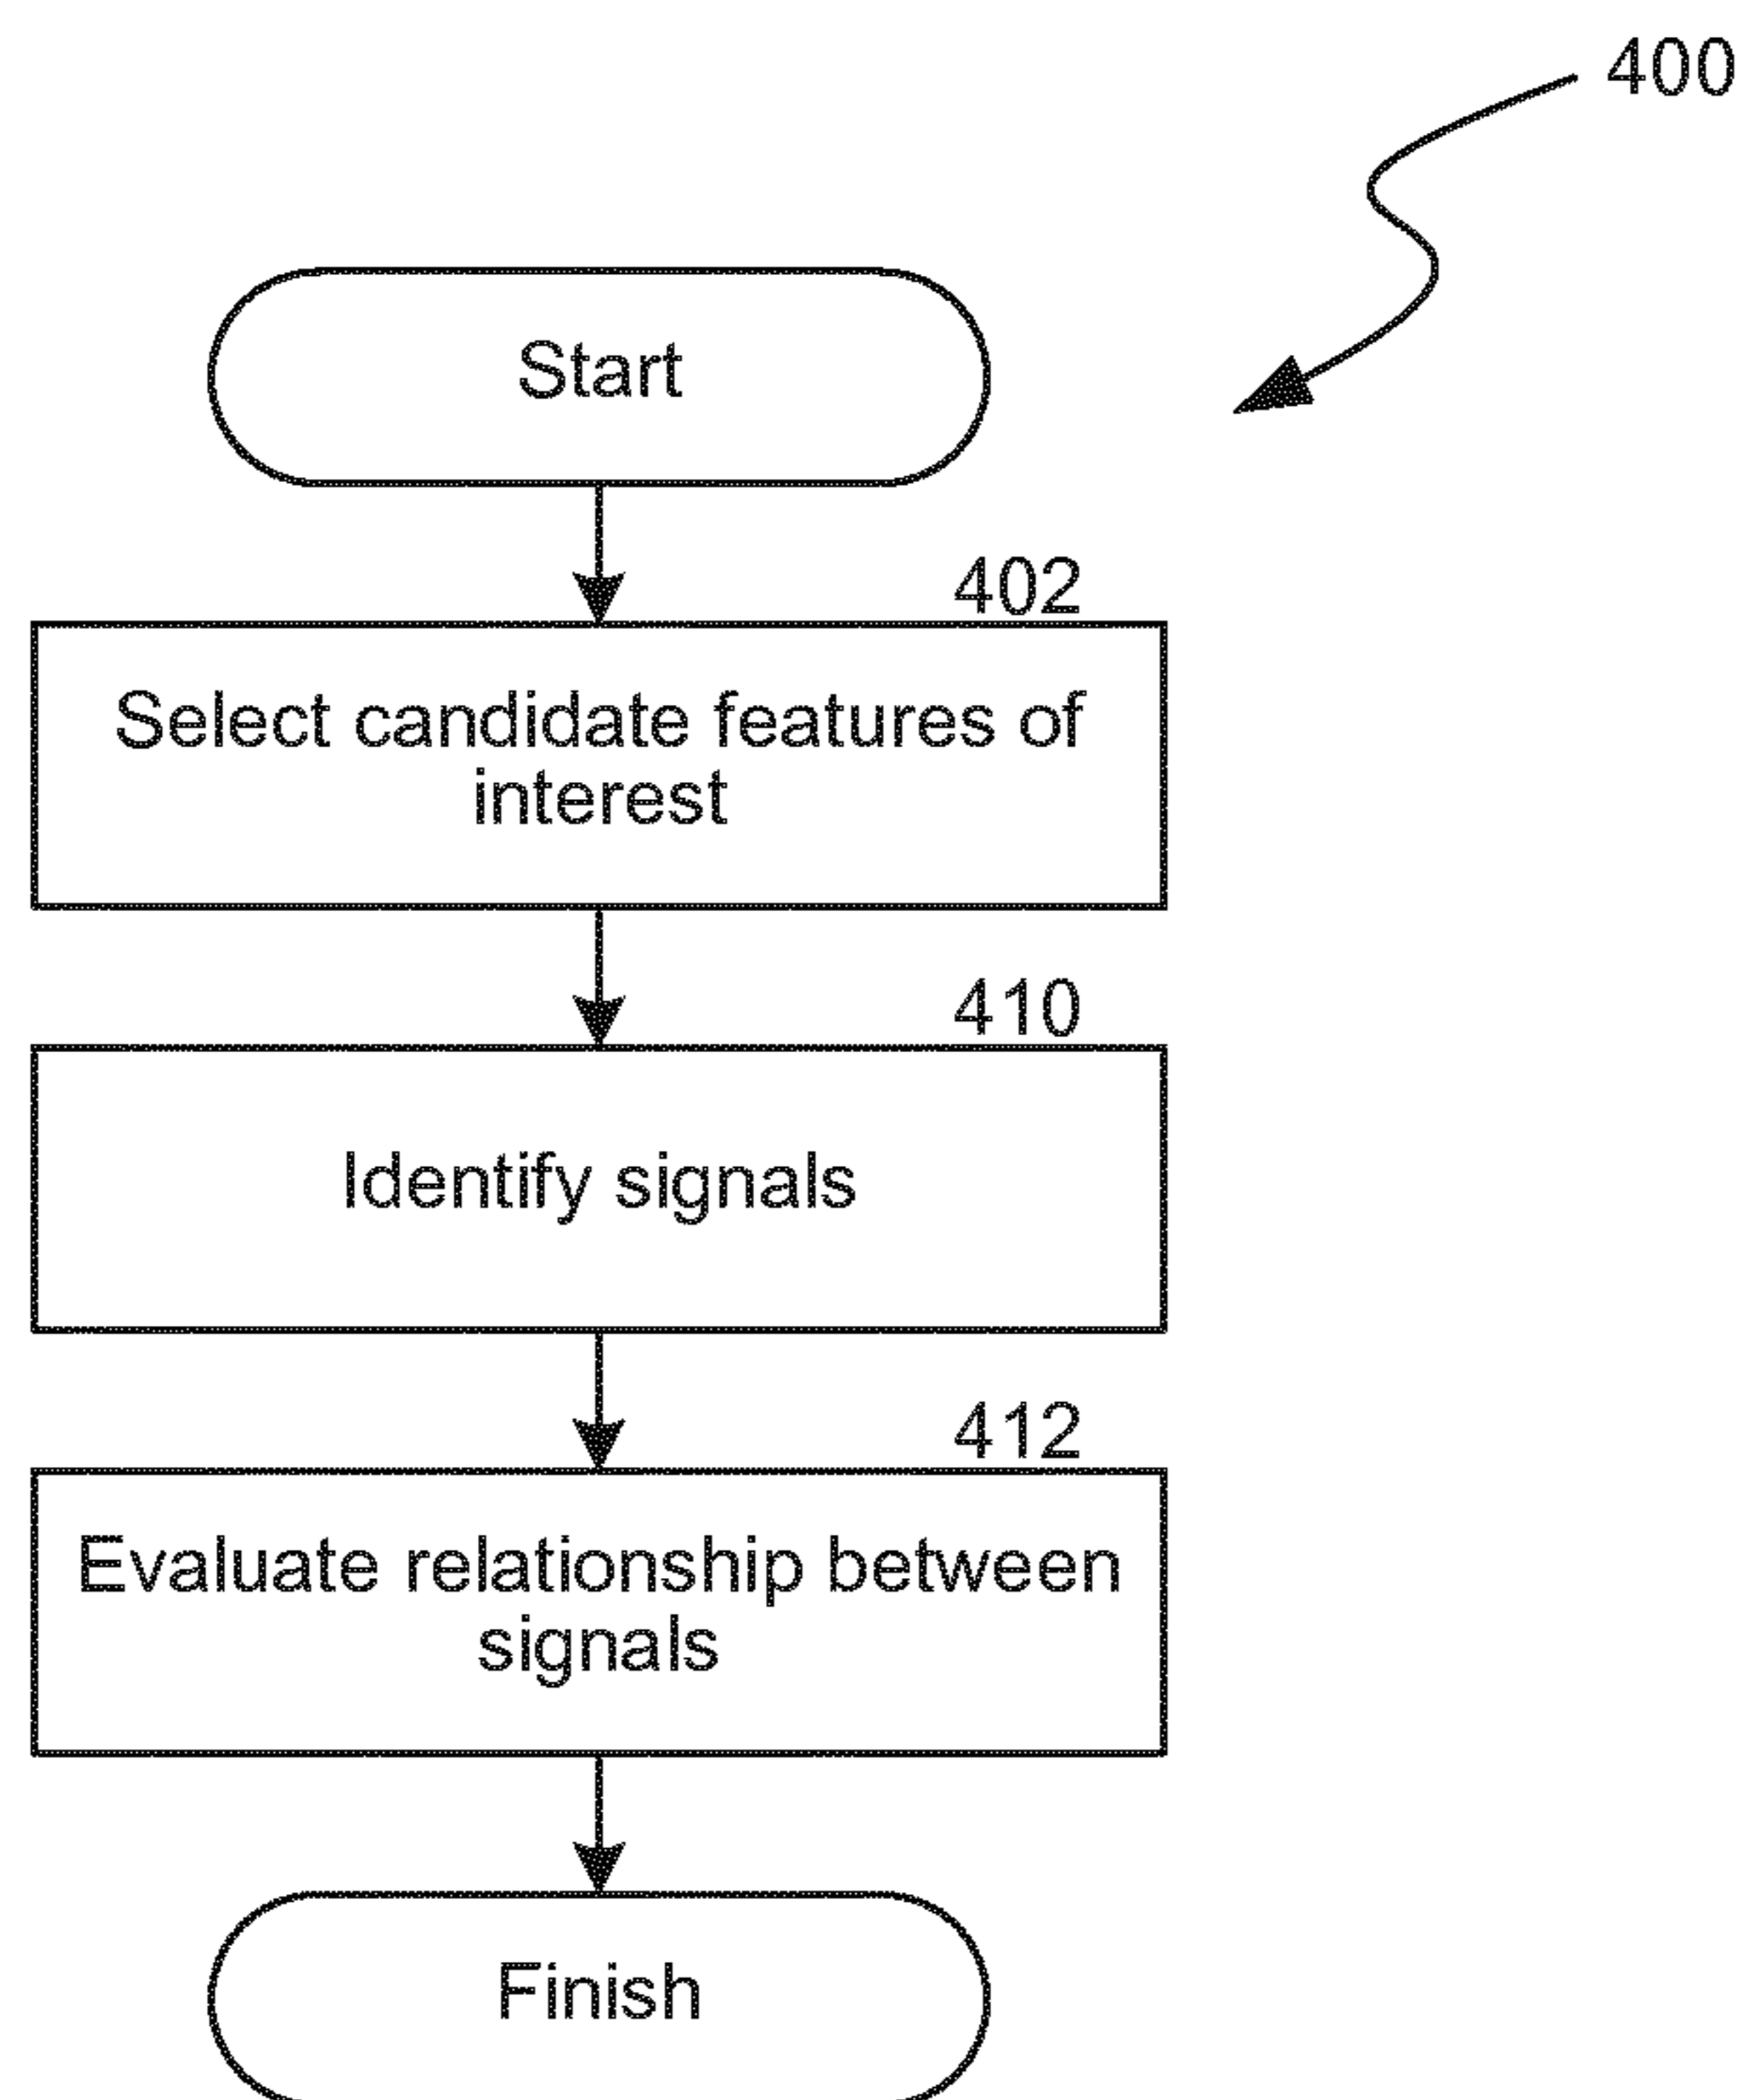 400
Start
402
Select candidate features of
interest
410
Identify signals
412
Evaluate relationship between
signals
Finish